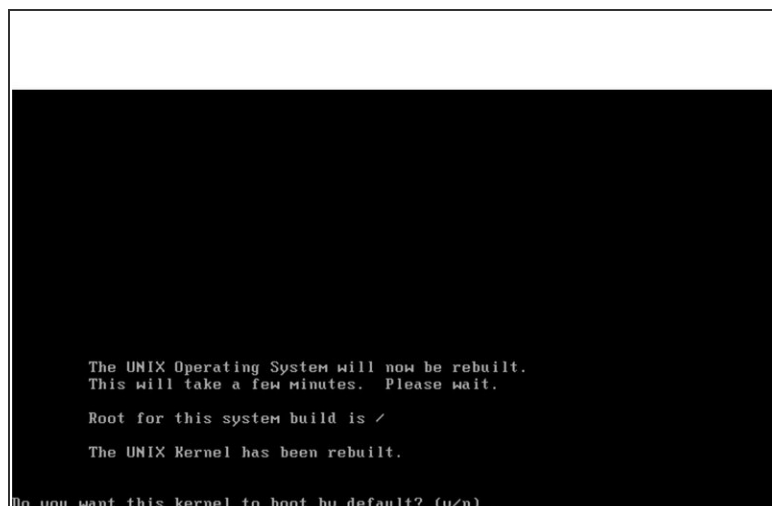 The UNIX Operating System will now be rebuilt.
This will take a few minutes.  Please wait.
Root for this system build is /
The UNIX Kernel has been rebuilt.
Do you want this kernel to boot by default? (y/n)